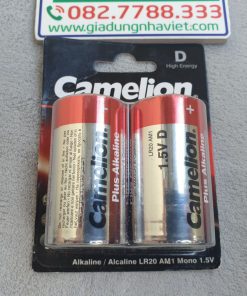 082.7788.333
www.giadungnhaviet.com
D
High Energy
Camelion
Plus Alkaline
Plus Alkaline
LR20 AM1
1.5V D
Camelion
Camelion
Alkaline / Alcaline LR20 AM1 Mono 1.5V